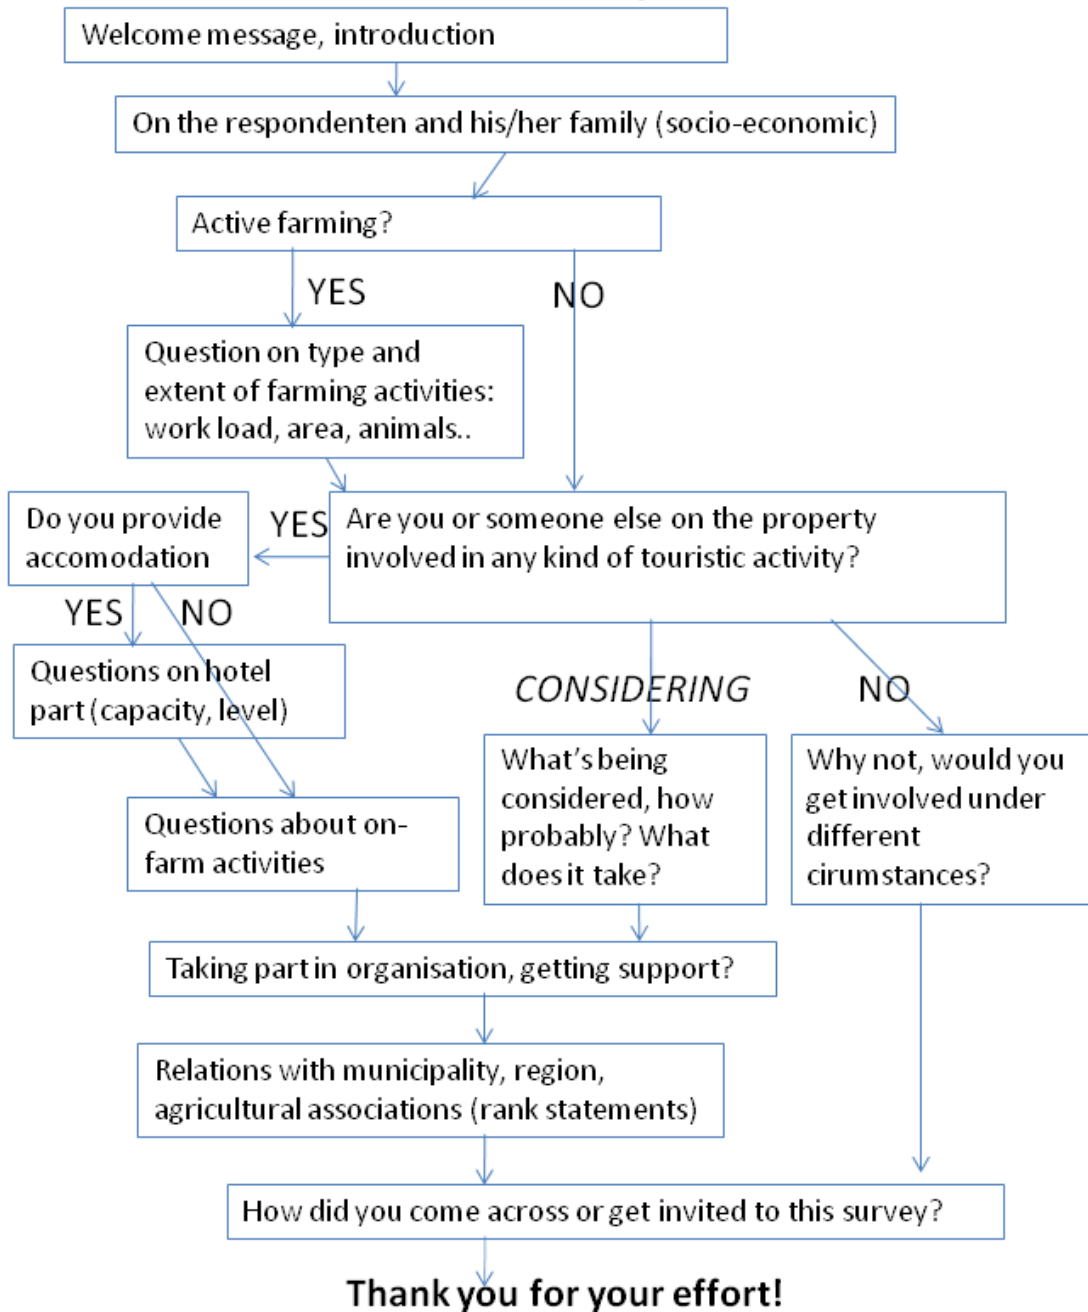 Welcome message, introduction
On the respondenten and his/her family (socio-economic)
Active farming?
YES
NO
Question on type and
extent of farming activities:
work load, area, animals..
Do you provide
accomodation
YES
Are you or someone else on the property
involved in any kind of touristic activity?
YES
NO
Questions on hotel
part (capacity, level)
CONSIDERING
NO
What's being
considered, how
probably? What
does it take?
Why not, would you
get involved under
different
cirumstances?
Questions about on-
farm activities
Taking part in organisation, getting support?
Relations with municipality, region,
agricultural associations (rank statements)
How did you come across or get invited to this survey?
Thank you for your effort!